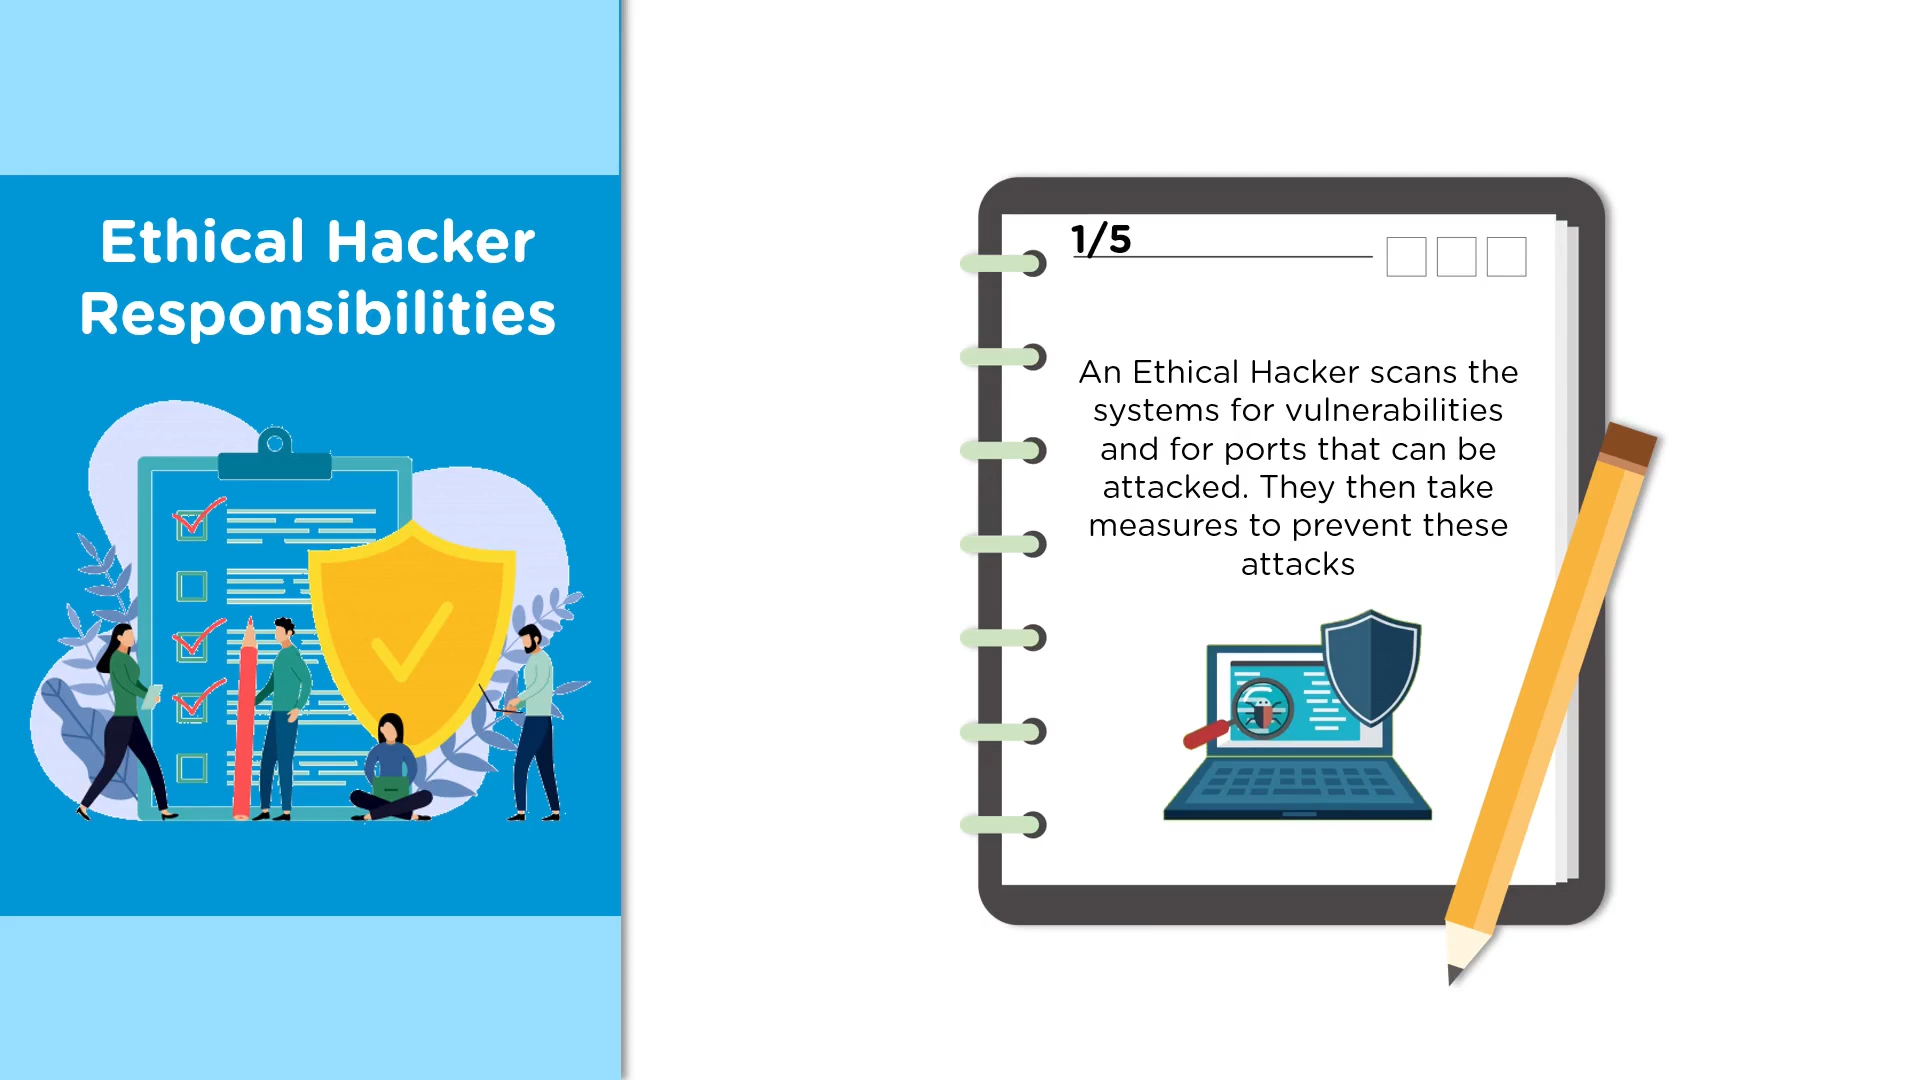 Ethical Hacker
Responsibilities
1/5
An Ethical Hacker scans the
systems for vulnerabilities
and for ports that can be
attacked. They then take
measures to prevent these
attacks